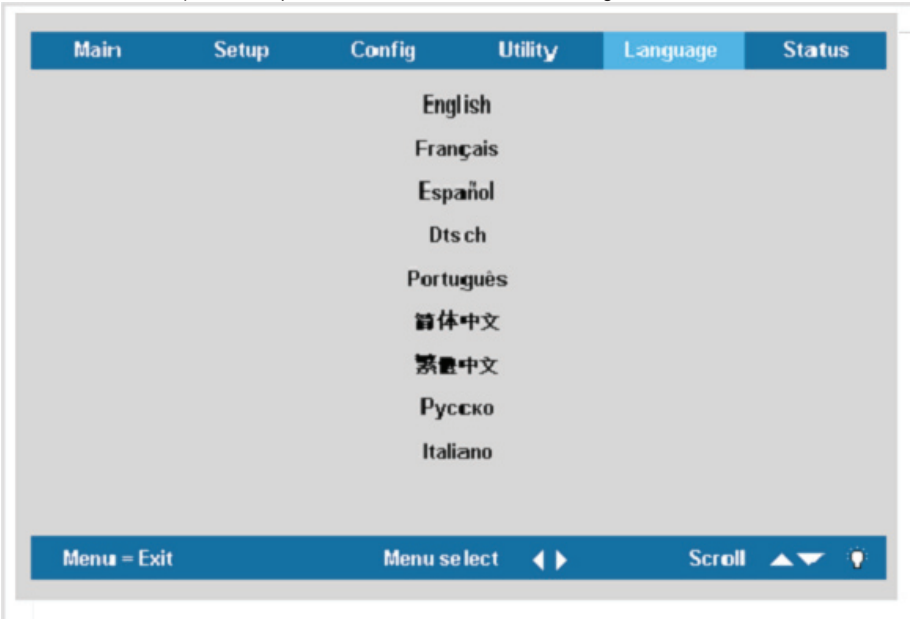 Main Setup Config Utility Language Status
English
Français
Español
Dtsch
Português
简体中文
繁體中文
Русско
Italiano
Menu = Exit Menu select Scroll